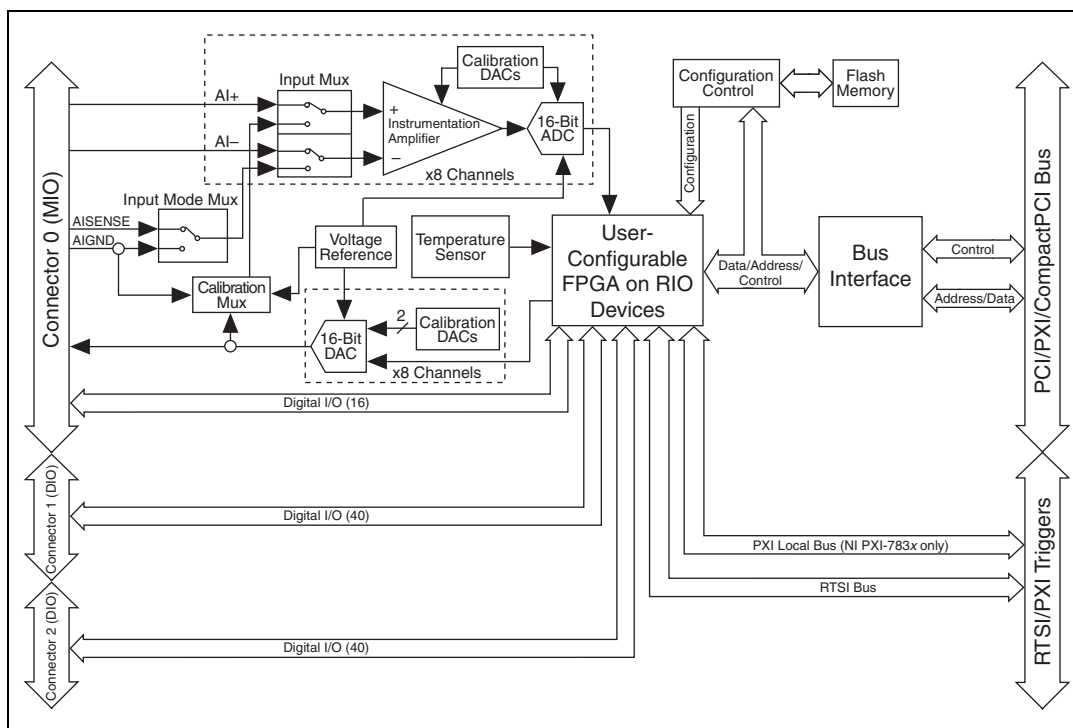 Calibration
DACs
Input Mux
Configuration
Control
Flash
Memory
AI+
+
Instrumentation
Amplifier
–
16-Bit
ADC
AI–
x8 Channels
Configuration
Connector 0 (MIO)
Input Mode Mux
AISENSE
AIGND
Voltage
Reference
Temperature
Sensor
User-
Configurable
FPGA on RIO
Devices
Data/Address/
Control
Bus
Interface
Control
Address/Data
PCI/PXI/CompactPCI Bus
Calibration
Mux
2
Calibration
DACs
16-Bit
DAC
x8 Channels
Digital I/O (16)
Connector 1 (DIO)
Digital I/O (40)
PXI Local Bus (NI PXI-783x only)
RTSI Bus
RTSI/PXI Triggers
Connector 2 (DIO)
Digital I/O (40)